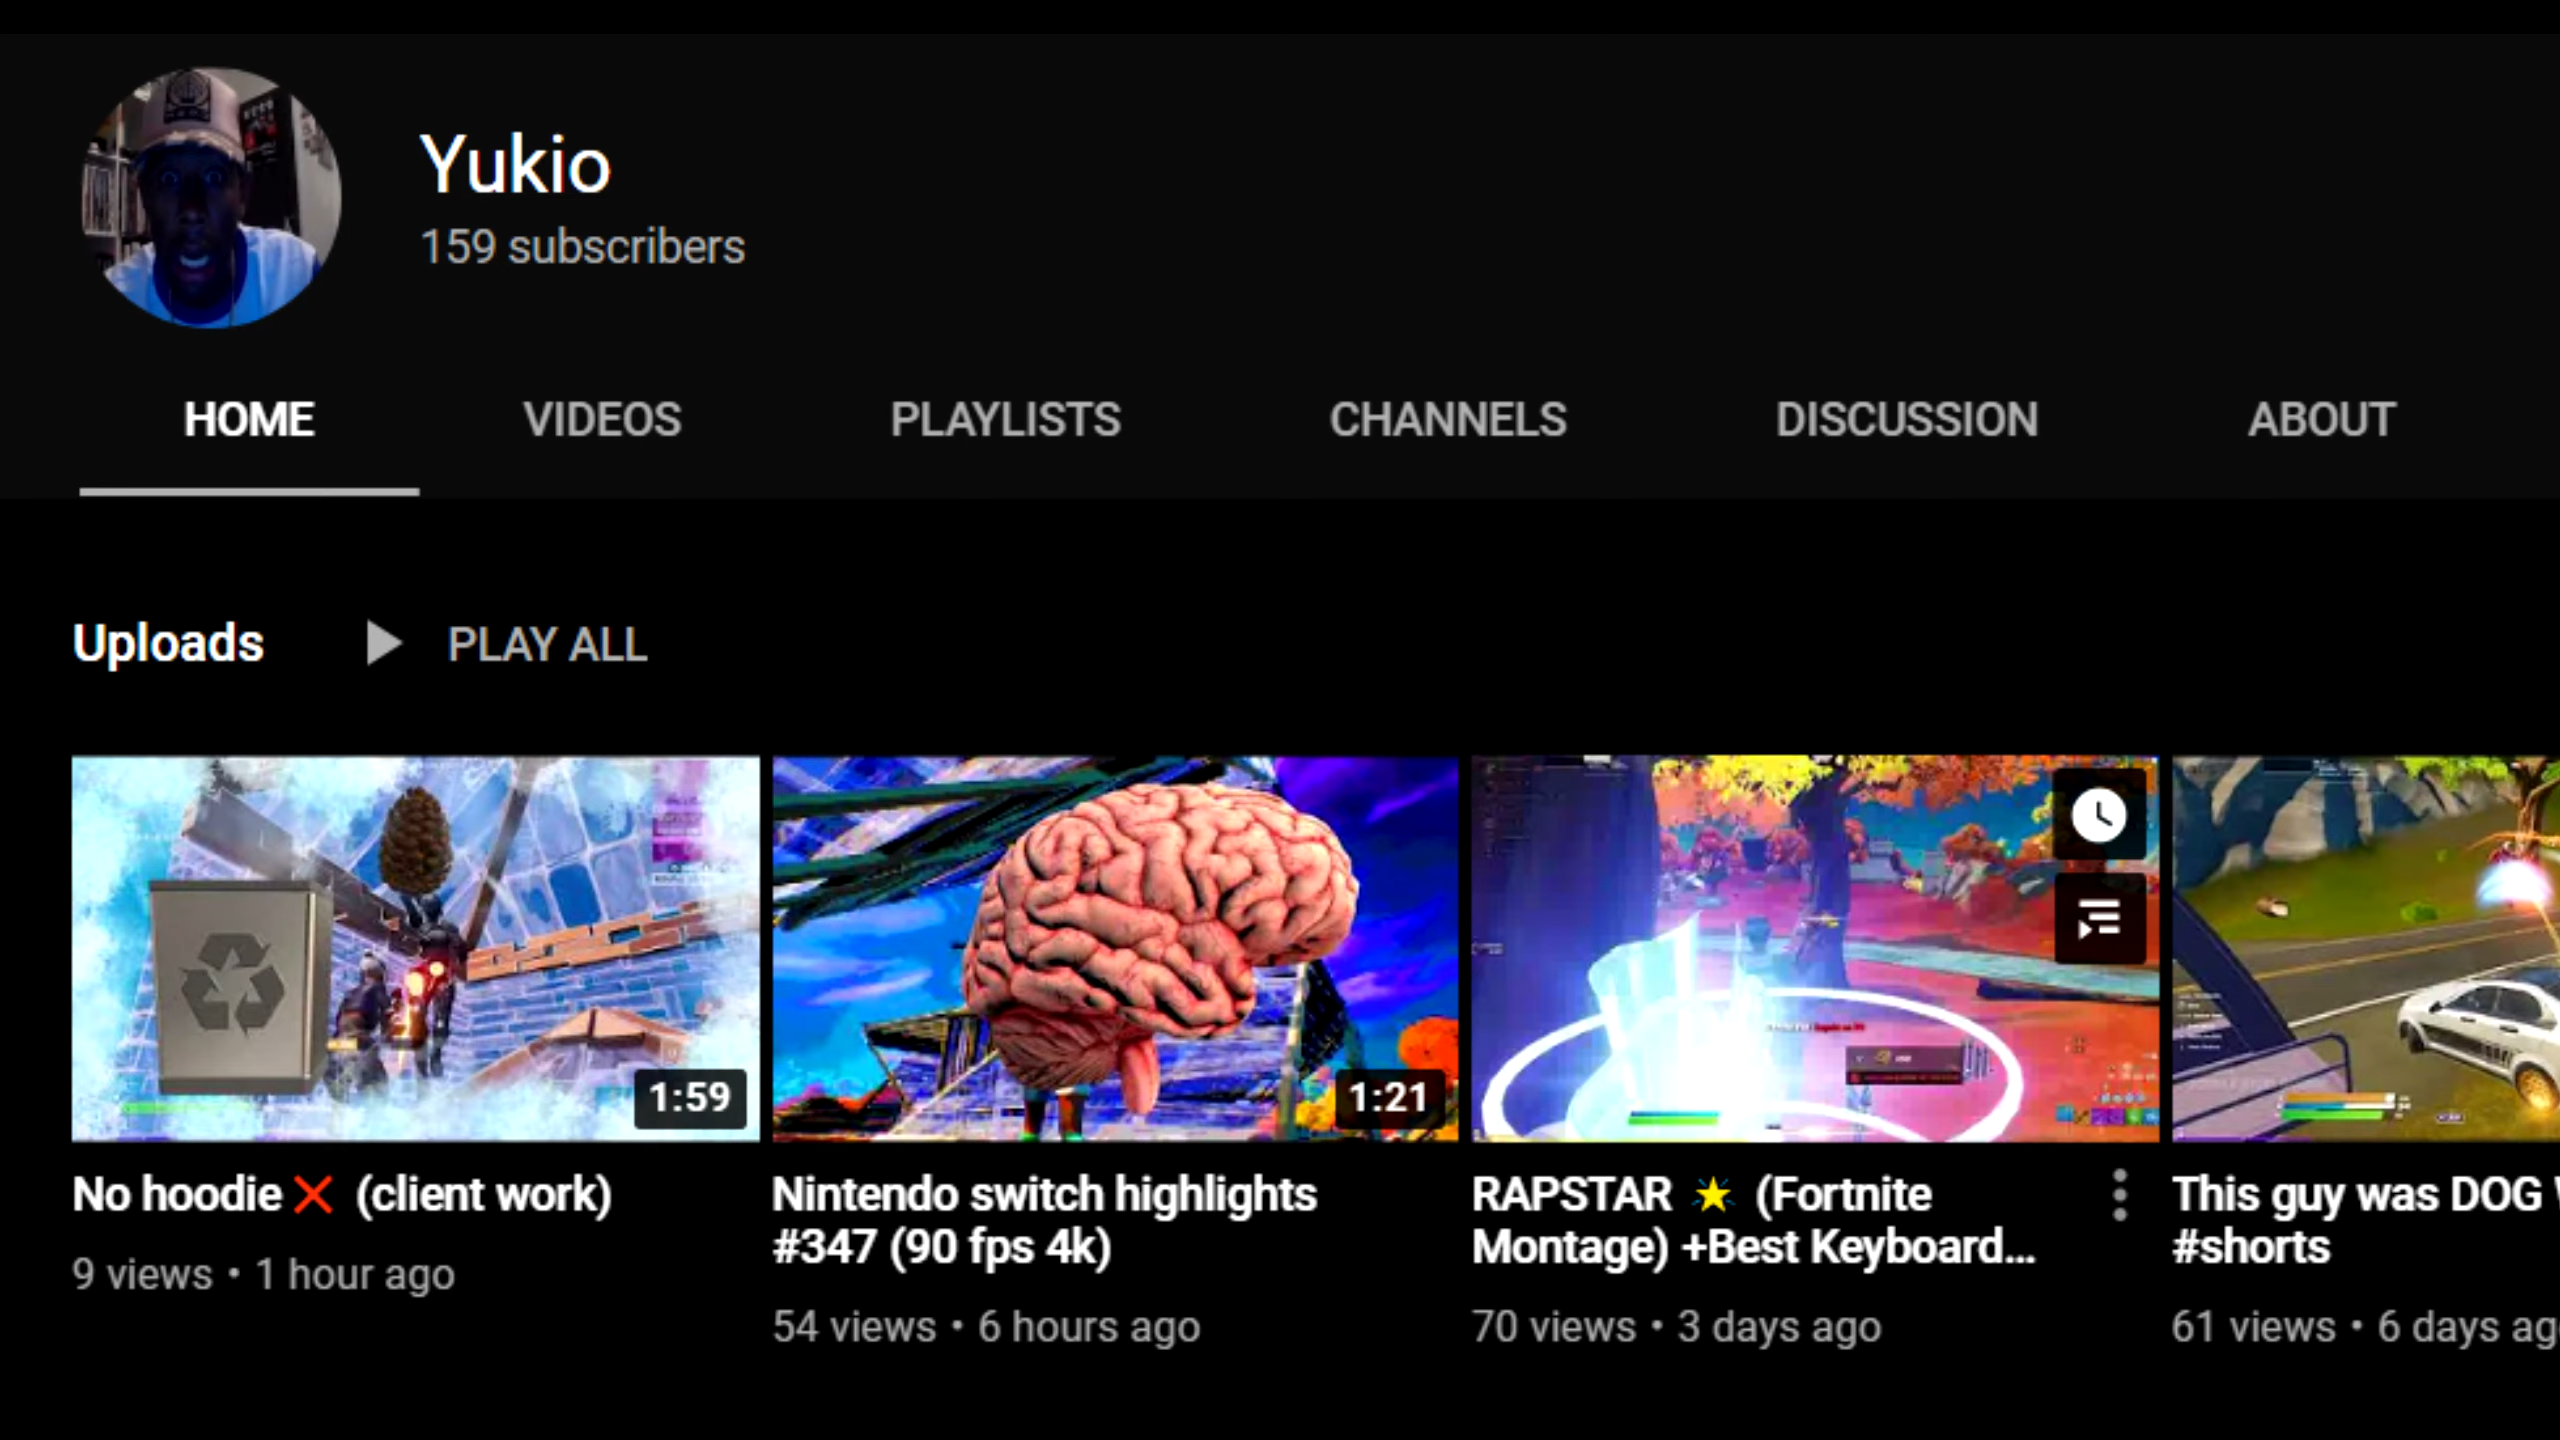 Yukio
159 subscribers
HOME VIDEOS PLAYLISTS CHANNELS DISCUSSION ABOUT
Uploads PLAY ALL
1:59
1:21
No hoodie ❌ (client work)
9 views • 1 hour ago
Nintendo switch highlights
#347 (90 fps 4k)
54 views • 6 hours ago
RAPSTAR ⭐ (Fortnite
Montage) +Best Keyboard...
70 views • 3 days ago
This guy was DOG
#shorts
61 views • 6 days